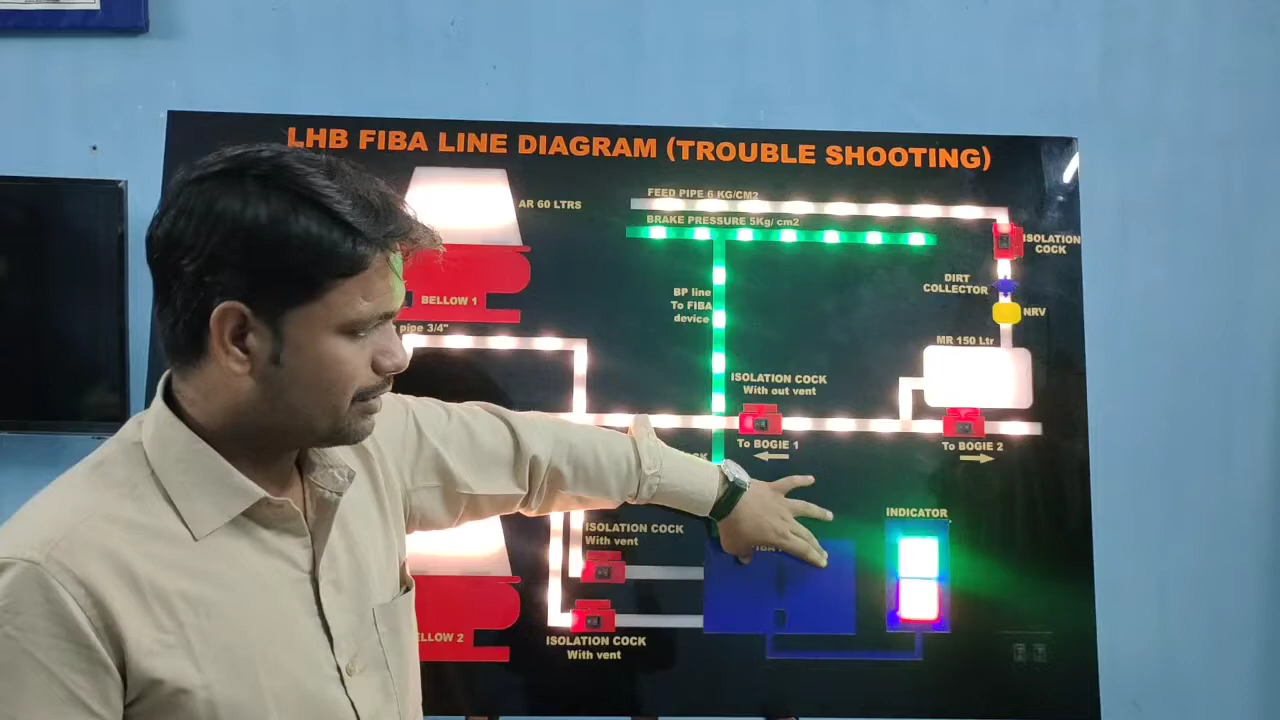 LHB FIBA LINE DIAGRAM (TROUBLE SHOOTING)
AR 60 LTRS
FEED PIPE 6 KG/CM2
BRAKE PRESSURE 5Kg/ cm2
ISOLATION
COCK
BELLOW 1
BP line
To FIBA
device
DIRT
COLLECTOR
NRV
pipe 3/4"
MR 150 Ltr
ISOLATION COCK
With out vent
To BOGIE 1
To BOGIE 2
INDICATOR
ISOLATION COCK
With vent
ISOLATION COCK
With vent